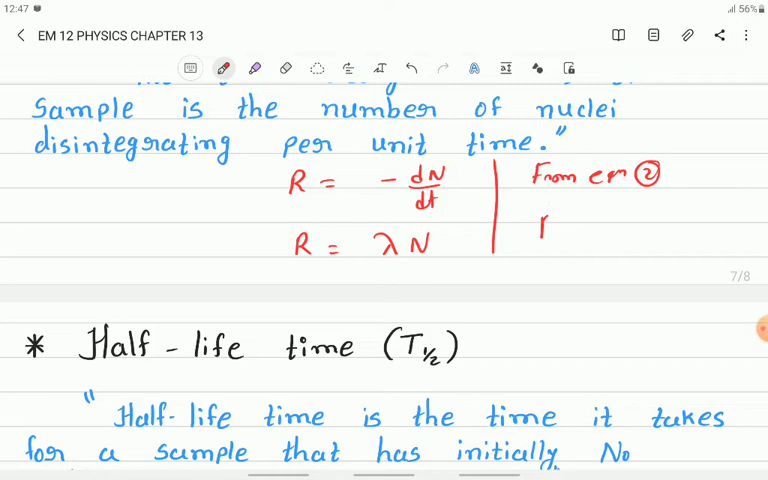 12:47 56%
EM 12 PHYSICS CHAPTER 13
Sample is the number of nuclei
disintegrating per unit time."
R = - dN/dt
From eqn ②
R = λN
7/8
* Half-life time (T½)
" Half-life time is the time it takes
for a sample that has initially No